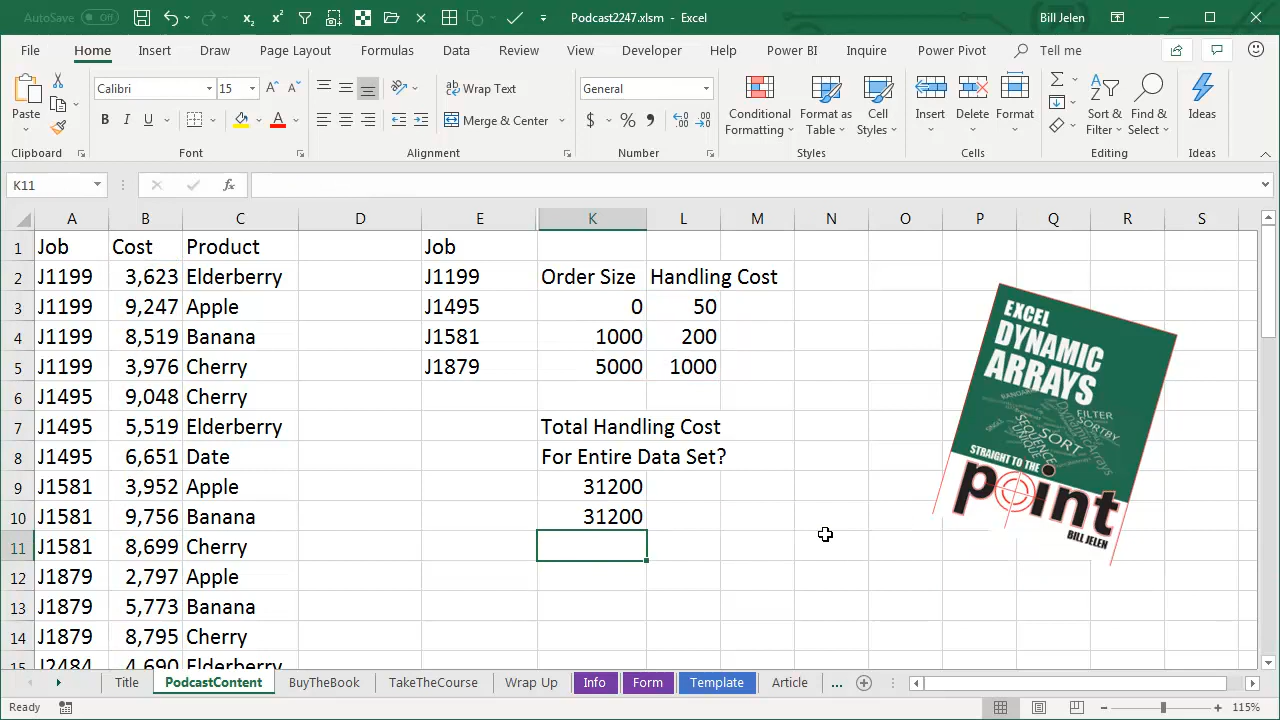 AutoSave Off
Podcast2247.xlsm - Excel
Bill Jelen
File Home Insert Draw Page Layout Formulas Data Review View Developer Help Power BI Inquire Power Pivot Tell me
Paste
Clipboard
Calibri 15
B I U
Font
Wrap Text
Merge & Center
Alignment
General
$ % ,
Number
Conditional Formatting
Format as Table
Cell Styles
Styles
Insert Delete Format
Cells
Sort & Filter
Find & Select
Editing
Ideas
Ideas
K11
fx
A B C D E K L M N O P Q R S
1 Job Cost Product Job
2 J1199 3,623 Elderberry J1199 Order Size Handling Cost
3 J1199 9,247 Apple J1495 0 50
4 J1199 8,519 Banana J1581 1000 200
5 J1199 3,976 Cherry J1879 5000 1000
6 J1495 9,048 Cherry
7 J1495 5,519 Elderberry Total Handling Cost
8 J1495 6,651 Date For Entire Data Set?
9 J1581 3,952 Apple 31200
10 J1581 9,756 Banana 31200
11 J1581 8,699 Cherry
12 J1879 2,797 Apple
13 J1879 5,773 Banana
14 J1879 8,795 Cherry
15 J2484 4,690 Elderberry
EXCEL
DYNAMIC
ARRAYS
FILTER
SORTBY
SORT
SEQUENCE
UNIQUE
DynamicArrays
STRAIGHT TO THE
point
BILL JELEN
Title PodcastContent BuyTheBook TakeTheCourse Wrap Up Info Form Template Article ...
Ready
115%